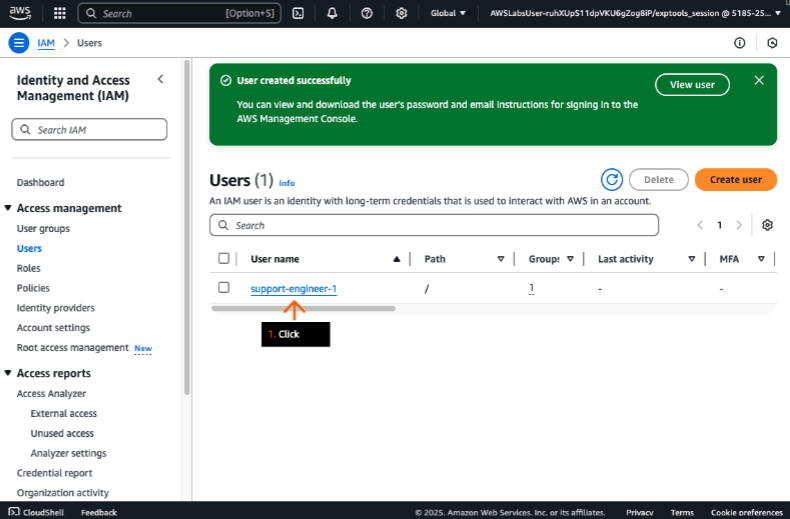 aws
Search [Option+S]
Global
AWSLabsUser-ruhXUpS11dpVKU6gZog8iP/exptools_session @ 5185-25...
IAM > Users
Identity and Access
Management (IAM)
Search IAM
Dashboard
Access management
User groups
Users
Roles
Policies
Identity providers
Account settings
Root access management New
Access reports
Access Analyzer
External access
Unused access
Analyzer settings
Credential report
Organization activity
User created successfully
You can view and download the user's password and email instructions for signing in to the
AWS Management Console.
View user
Users (1) Info
Delete
Create user
An IAM user is an identity with long-term credentials that is used to interact with AWS in an account.
Search
1
User name Path Groups Last activity MFA
support-engineer-1 / 1 - -
1. Click
CloudShell Feedback © 2025, Amazon Web Services, Inc. or its affiliates. Privacy Terms Cookie preferences